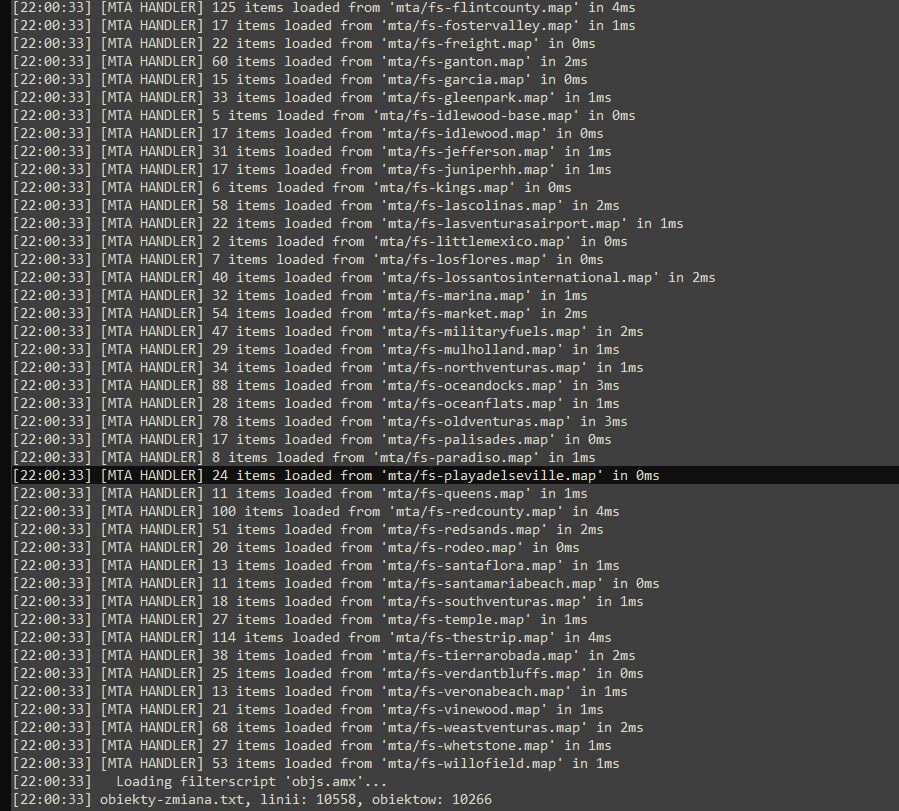 [22:00:33] [MTA HANDLER] 125 items loaded from 'mta/fs-flintcounty.map' in 4ms
[22:00:33] [MTA HANDLER] 17 items loaded from 'mta/fs-fostervalley.map' in 1ms
[22:00:33] [MTA HANDLER] 22 items loaded from 'mta/fs-freight.map' in 0ms
[22:00:33] [MTA HANDLER] 60 items loaded from 'mta/fs-ganton.map' in 2ms
[22:00:33] [MTA HANDLER] 15 items loaded from 'mta/fs-garcia.map' in 0ms
[22:00:33] [MTA HANDLER] 33 items loaded from 'mta/fs-gleenpark.map' in 1ms
[22:00:33] [MTA HANDLER] 5 items loaded from 'mta/fs-idlewood-base.map' in 0ms
[22:00:33] [MTA HANDLER] 17 items loaded from 'mta/fs-idlewood.map' in 0ms
[22:00:33] [MTA HANDLER] 31 items loaded from 'mta/fs-jefferson.map' in 1ms
[22:00:33] [MTA HANDLER] 17 items loaded from 'mta/fs-juniperhh.map' in 1ms
[22:00:33] [MTA HANDLER] 6 items loaded from 'mta/fs-kings.map' in 0ms
[22:00:33] [MTA HANDLER] 58 items loaded from 'mta/fs-lascolinas.map' in 2ms
[22:00:33] [MTA HANDLER] 22 items loaded from 'mta/fs-lasventurasairport.map' in 1ms
[22:00:33] [MTA HANDLER] 2 items loaded from 'mta/fs-littlemexico.map' in 0ms
[22:00:33] [MTA HANDLER] 7 items loaded from 'mta/fs-losflores.map' in 0ms
[22:00:33] [MTA HANDLER] 40 items loaded from 'mta/fs-lossantosinternational.map' in 2ms
[22:00:33] [MTA HANDLER] 32 items loaded from 'mta/fs-marina.map' in 1ms
[22:00:33] [MTA HANDLER] 54 items loaded from 'mta/fs-market.map' in 2ms
[22:00:33] [MTA HANDLER] 47 items loaded from 'mta/fs-militaryfuels.map' in 2ms
[22:00:33] [MTA HANDLER] 29 items loaded from 'mta/fs-mulholland.map' in 1ms
[22:00:33] [MTA HANDLER] 34 items loaded from 'mta/fs-northventuras.map' in 1ms
[22:00:33] [MTA HANDLER] 88 items loaded from 'mta/fs-oceandocks.map' in 3ms
[22:00:33] [MTA HANDLER] 28 items loaded from 'mta/fs-oceanflats.map' in 1ms
[22:00:33] [MTA HANDLER] 78 items loaded from 'mta/fs-oldventuras.map' in 3ms
[22:00:33] [MTA HANDLER] 17 items loaded from 'mta/fs-palisades.map' in 0ms
[22:00:33] [MTA HANDLER] 8 items loaded from 'mta/fs-paradiso.map' in 1ms
[22:00:33] [MTA HANDLER] 24 items loaded from 'mta/fs-playadelseville.map' in 0ms
[22:00:33] [MTA HANDLER] 11 items loaded from 'mta/fs-queens.map' in 1ms
[22:00:33] [MTA HANDLER] 100 items loaded from 'mta/fs-redcounty.map' in 4ms
[22:00:33] [MTA HANDLER] 51 items loaded from 'mta/fs-redsands.map' in 2ms
[22:00:33] [MTA HANDLER] 20 items loaded from 'mta/fs-rodeo.map' in 0ms
[22:00:33] [MTA HANDLER] 13 items loaded from 'mta/fs-santaflora.map' in 1ms
[22:00:33] [MTA HANDLER] 11 items loaded from 'mta/fs-santamariabeach.map' in 0ms
[22:00:33] [MTA HANDLER] 18 items loaded from 'mta/fs-southventuras.map' in 1ms
[22:00:33] [MTA HANDLER] 27 items loaded from 'mta/fs-temple.map' in 1ms
[22:00:33] [MTA HANDLER] 114 items loaded from 'mta/fs-thestrip.map' in 4ms
[22:00:33] [MTA HANDLER] 38 items loaded from 'mta/fs-tierrarobada.map' in 2ms
[22:00:33] [MTA HANDLER] 25 items loaded from 'mta/fs-verdantbluffs.map' in 0ms
[22:00:33] [MTA HANDLER] 13 items loaded from 'mta/fs-veronabeach.map' in 1ms
[22:00:33] [MTA HANDLER] 21 items loaded from 'mta/fs-vinewood.map' in 1ms
[22:00:33] [MTA HANDLER] 68 items loaded from 'mta/fs-weastventuras.map' in 2ms
[22:00:33] [MTA HANDLER] 27 items loaded from 'mta/fs-whetstone.map' in 1ms
[22:00:33] [MTA HANDLER] 53 items loaded from 'mta/fs-willofield.map' in 1ms
[22:00:33]   Loading filterscript 'objs.amx'...
[22:00:33] obiekty-zmiana.txt, linii: 10558, obiektow: 10266